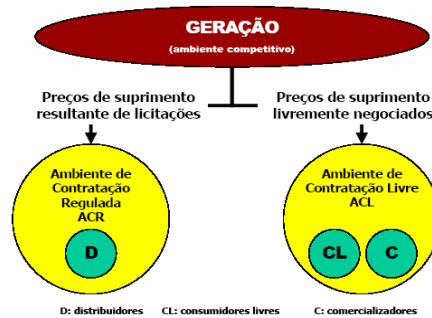 GERAÇÃO
(ambiente competitivo)
Preços de suprimento
resultante de licitações
Preços de suprimento
livremente negociados
Ambiente de
Contratação
Regulada
ACR
D
Ambiente de
Contratação Livre
ACL
CL
C
D: distribuidores
CL: consumidores livres
C: comercializadores